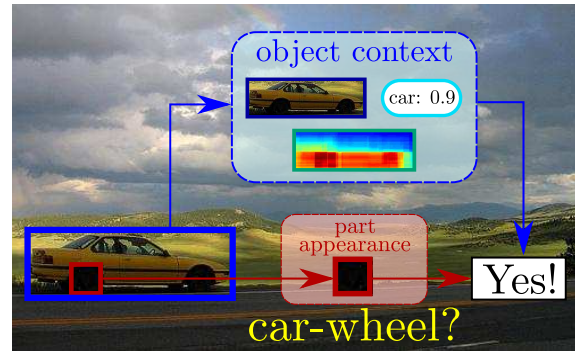 object context
car: 0.9
part
appearance
Yes!
car-wheel?